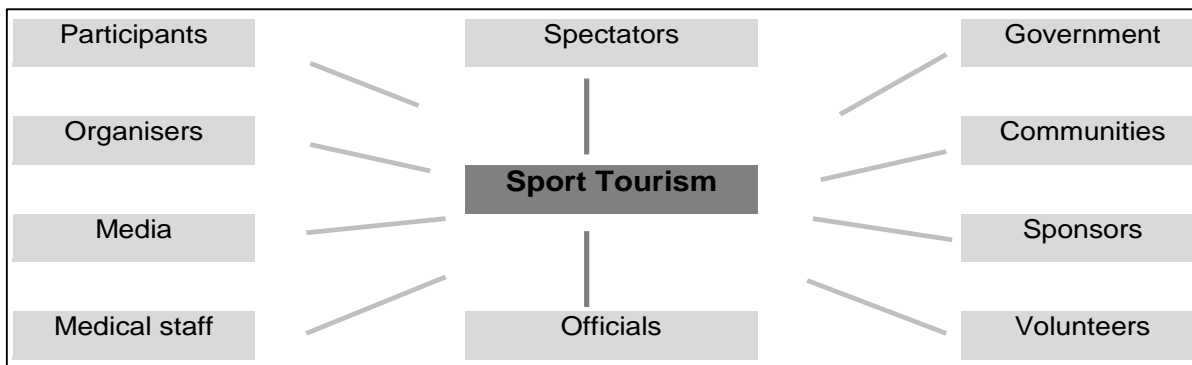 Participants
Spectators
Government
Organisers
Communities
Sport Tourism
Media
Sponsors
Medical staff
Officials
Volunteers